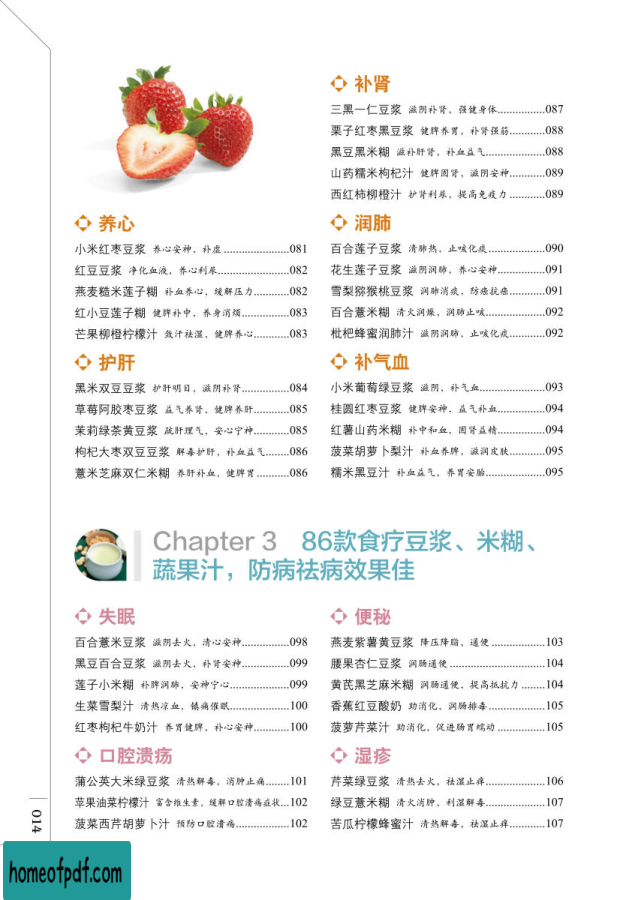 养心
小米红枣豆浆 养心安神，补虚………………081
红豆豆浆 净化血液，养心利尿………………082
燕麦糙米莲子糊 补血养心，缓解压力…………082
红小豆莲子糊 健脾补中，养身消颓……………083
芒果柳橙柠檬汁 敛汗祛湿，健脾养心…………083
护肝
黑米双豆豆浆 护肝明目，滋阴补肾……………084
草莓阿胶枣豆浆 益气养肾，健脾养肝…………085
茉莉绿茶黄豆浆 疏肝理气，安心宁神…………085
枸杞大枣双豆豆浆 解毒护肝，补血益气………086
薏米芝麻双仁米糊 养肝补血，健脾胃…………086
补肾
三黑一仁豆浆 滋阴补肾，强健身体……………087
栗子红枣黑豆浆 健脾养胃，补肾强筋…………088
黑豆黑米糊 滋补肝肾，补血益气………………088
山药糯米枸杞汁 健脾固肾，滋阴安神…………089
西红柿柳橙汁 护肾利尿，提高免疫力…………089
润肺
百合莲子豆浆 清肺热，止咳化痰………………090
花生莲子豆浆 滋阴润肺，养心安神……………091
雪梨猕猴桃豆浆 润肺消痰，防癌抗癌…………091
百合薏米糊 清火润燥，润肺止咳………………092
枇杷蜂蜜润肺汁 滋阴润肺，止咳化痰…………092
补气血
小米葡萄绿豆浆 滋阴，补气血…………………093
桂圆红枣豆浆 健脾安神，益气补血……………094
红薯山药米糊 补中和血，固肾益精……………094
菠菜胡萝卜梨汁 补血养脾，滋润皮肤…………095
糯米黑豆汁 补血益气，养胃安胎………………095
Chapter 3 86款食疗豆浆、米糊、
蔬果汁，防病祛病效果佳
失眠
百合薏米豆浆 滋阴去火，清心安神……………098
黑豆百合豆浆 滋阴去火，补肾安神……………099
莲子小米糊 补脾润肺，安神宁心………………099
生菜雪梨汁 清热凉血，镇痛催眠………………100
红枣枸杞牛奶汁 养胃健脾，补心安神…………100
口腔溃疡
蒲公英大米绿豆浆 清热解毒，消肿止痛………101
苹果油菜柠檬汁 富含维生素，缓解口腔溃疡症状…102
菠菜西芹胡萝卜汁 预防口腔溃疡………………102
便秘
燕麦紫薯黄豆浆 降压降脂，通便………………103
腰果杏仁豆浆 润肠通便…………………………104
黄芪黑芝麻米糊 润肠通便，提高抵抗力………104
香蕉红豆酸奶 助消化，润肠排毒………………105
菠萝芹菜汁 助消化，促进肠胃蠕动……………105
湿疹
芹菜绿豆浆 清热去火，祛湿止痒………………106
绿豆薏米糊 清火消肿，利湿解毒………………107
苦瓜柠檬蜂蜜汁 清热解毒，祛湿止痒…………107
014
homeofpdf.com